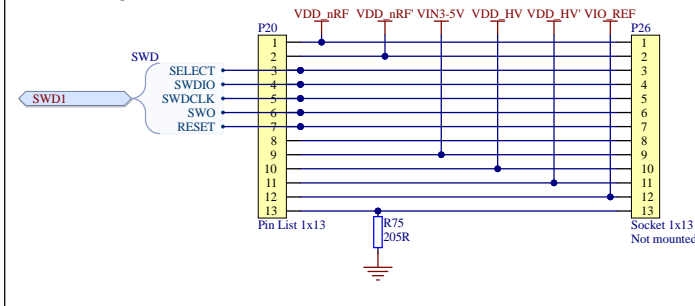 VDD_nRF VDD_nRF' VIN3-5V VDD_HV VDD_HV' VIO_REF
P20 P26
1 1
2 2
SWD
SELECT 3 3
SWDIO 4 4
SWD1 SWDCLK 5 5
SWO 6 6
RESET 7 7
8 8
9 9
10 10
11 11
12 12
13 13
Pin List 1x13 R75 Socket 1x13
205R Not mounted